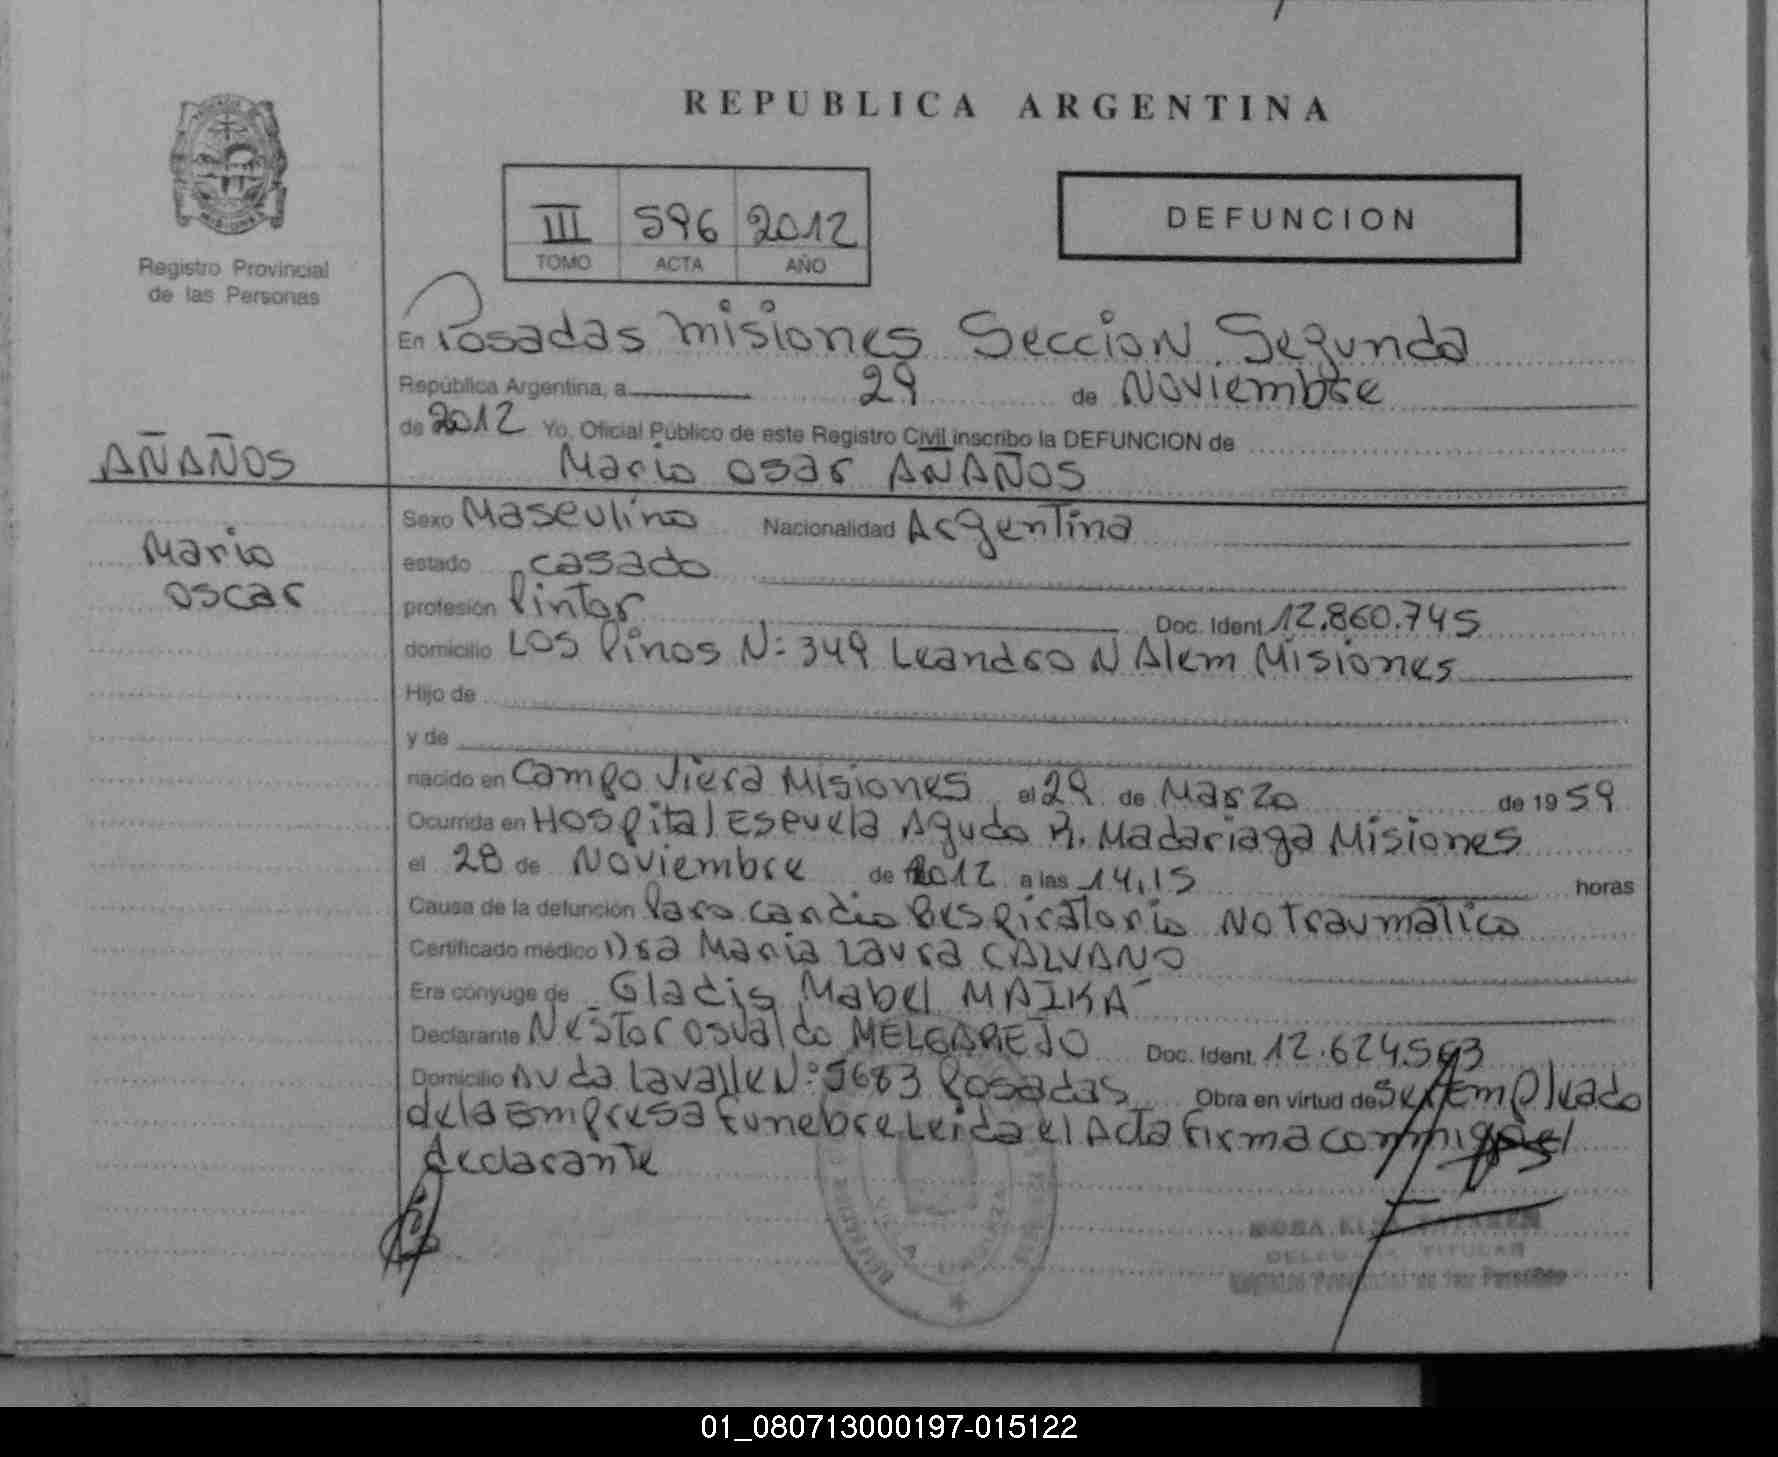 REPUBLICA ARGENTINA
III 596 2012
TOMO ACTA AÑO
DEFUNCION
Registro Provincial
de las Personas
En Posadas Misiones Seccion Segunda
República Argentina, a 29 de Noviembre
de 2012 Yo, Oficial Público de este Registro Civil inscribo la DEFUNCION de
Mario Osar AÑAÑOS
AÑAÑOS
Mario
oscar
Sexo Masculino Nacionalidad Argentina
estado casado
profesión Pintor Doc. Ident. 12.860.745
domicilio LOS Pinos N: 349 Leandro N Alem Misiones
Hijo de
y de
nacido en Campo Viera Misiones el 29 de Marzo de 1959
Ocurrida en Hospital Escuela Agudo R. Madariaga Misiones
el 28 de Noviembre de 2012 a las 14,15 horas
Causa de la defunción Paro cardio Respiratorio No traumatico
Certificado médico Dra Maria Laura CALVANO
Era cónyuge de Gladis Mabel MAIKA
Declarante Nestor Osvaldo MELGAREJO Doc. Ident. 12.624.563
Domicilio Avda Lavalle N: 5683 Posadas Obra en virtud de ser Empleado
de la Empresa Funebre Leida el Acta firma conmigo el
declarante
TITULAR
01_080713000197-015122